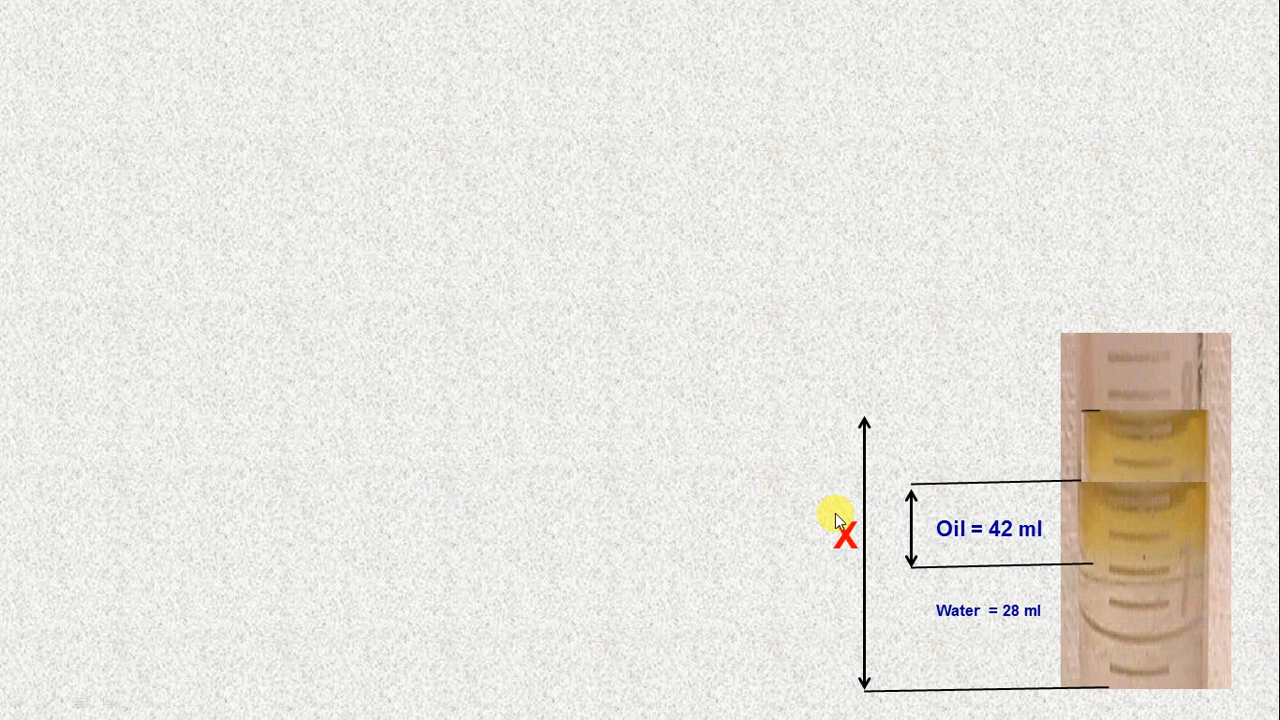 X
Oil = 42 ml
Water = 28 ml